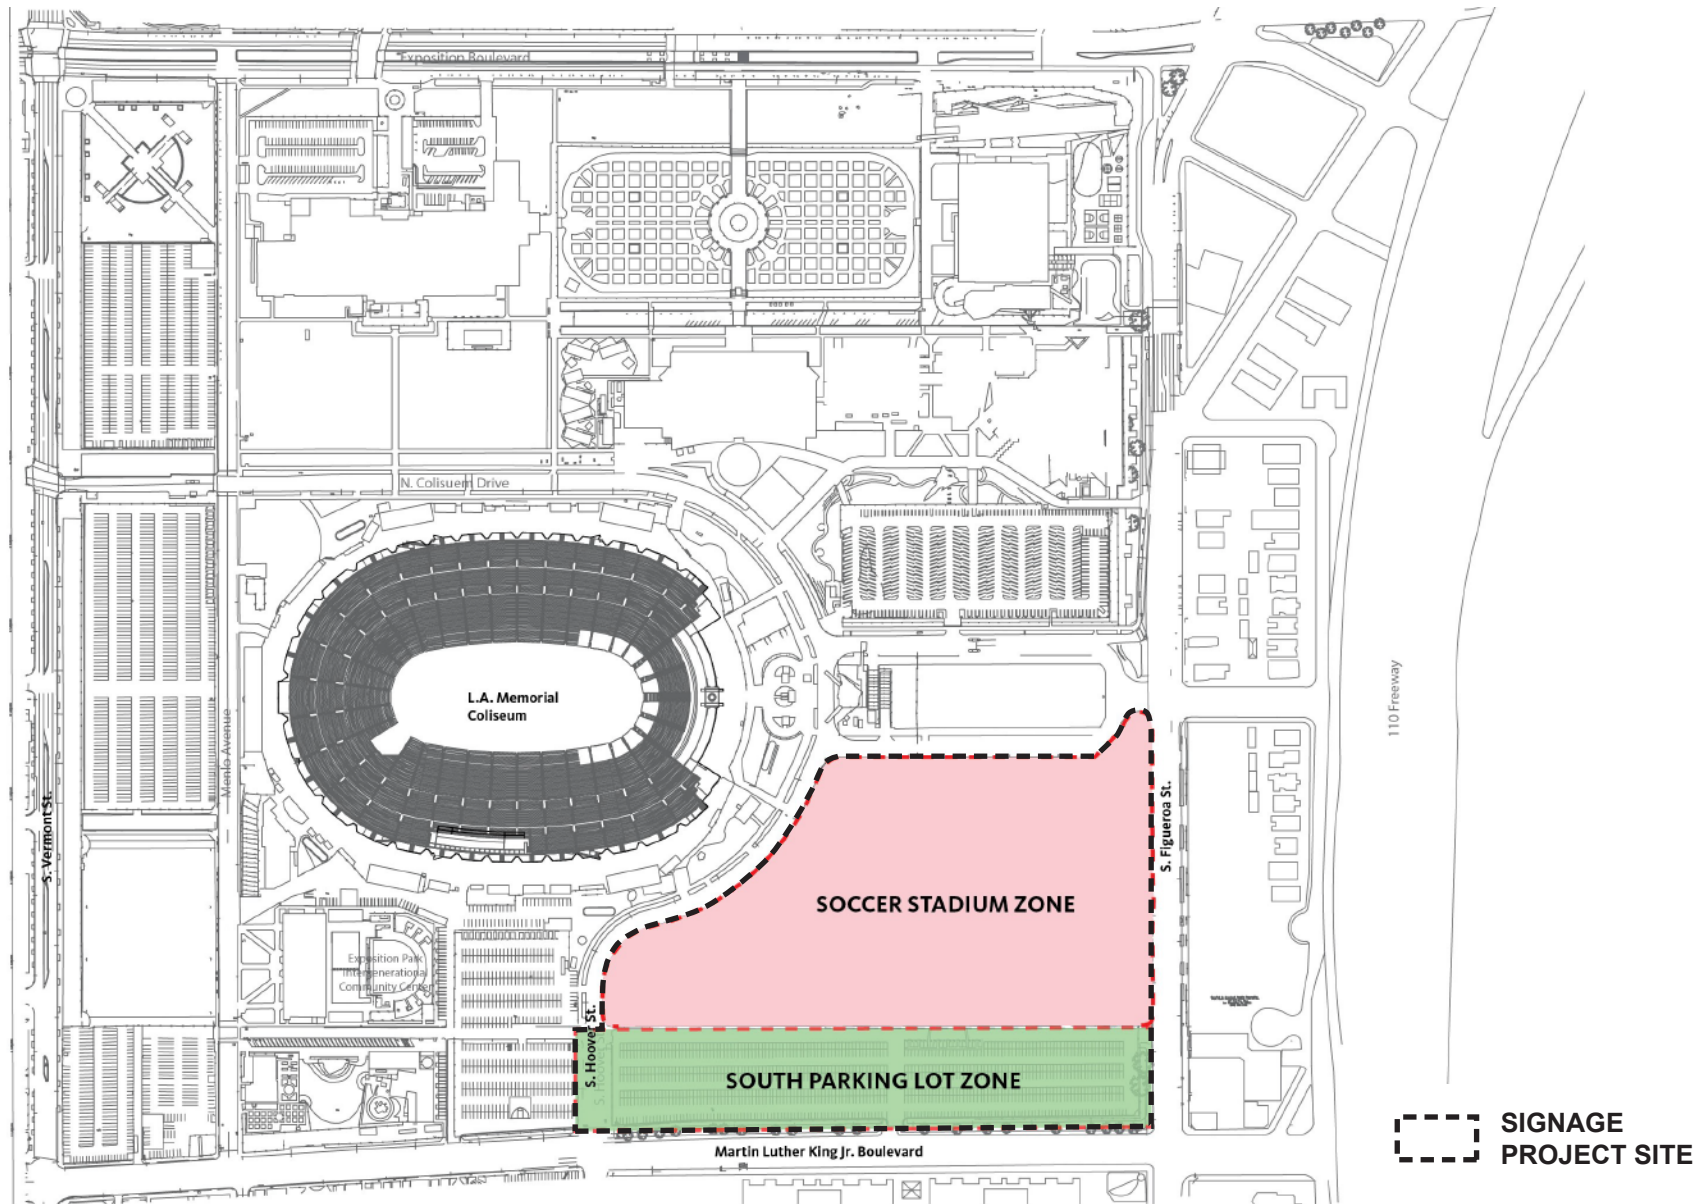 Exposition Boulevard
N. Colisuem Drive
L.A. Memorial
Coliseum
110 Freeway
Menlo Avenue
S. Vermont St.
S. Figueroa St.
SOCCER STADIUM ZONE
Exposition Park
Intergenerational
Community Center
S. Hoover St.
SOUTH PARKING LOT ZONE
SIGNAGE
PROJECT SITE
Martin Luther King Jr. Boulevard